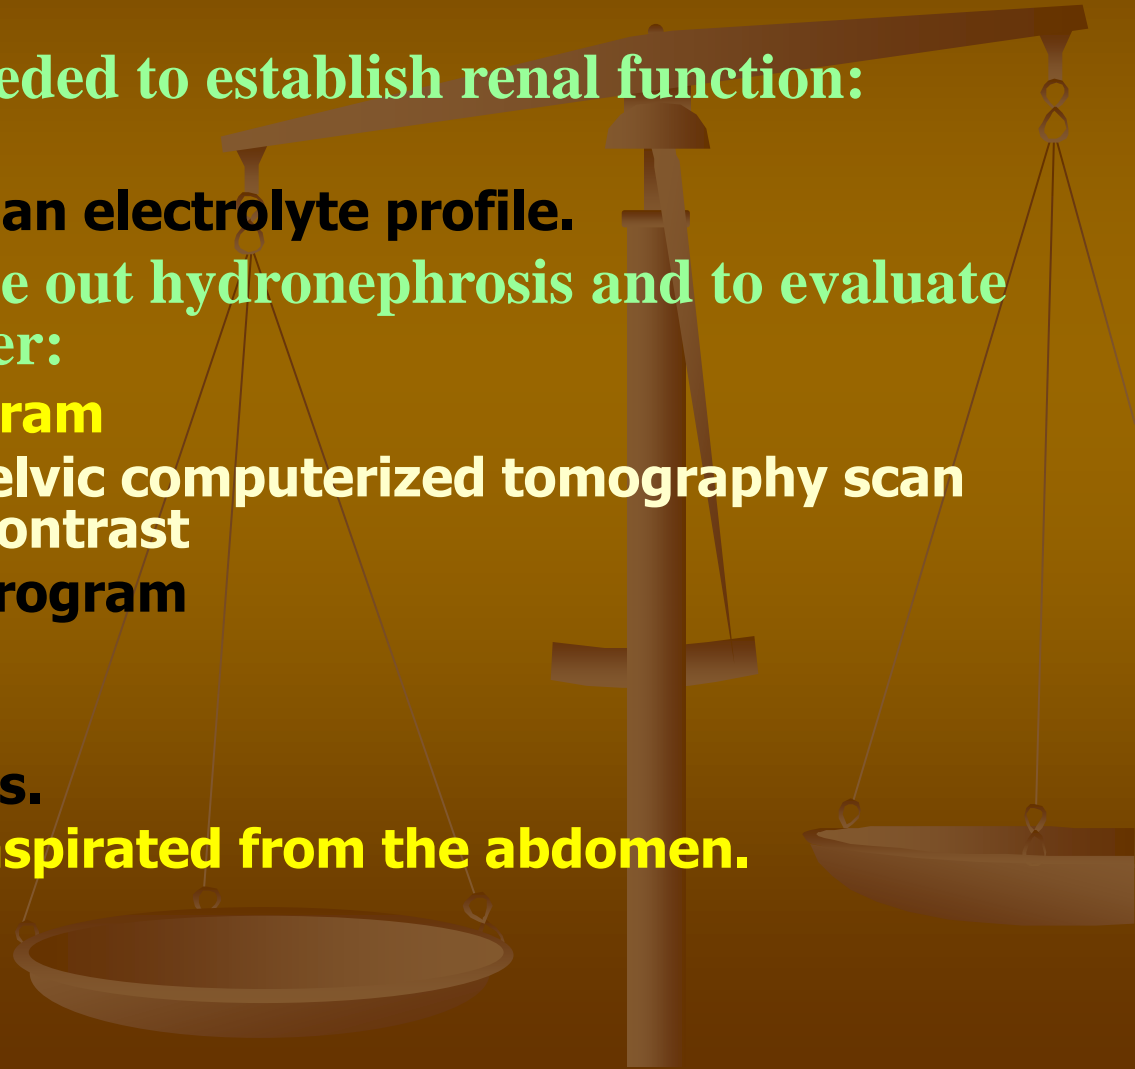 eded to establish renal function:
an electrolyte profile.
e out hydronephrosis and to evaluate
er:
ram
elvic computerized tomography scan
ontrast
rogram
s.
aspirated from the abdomen.